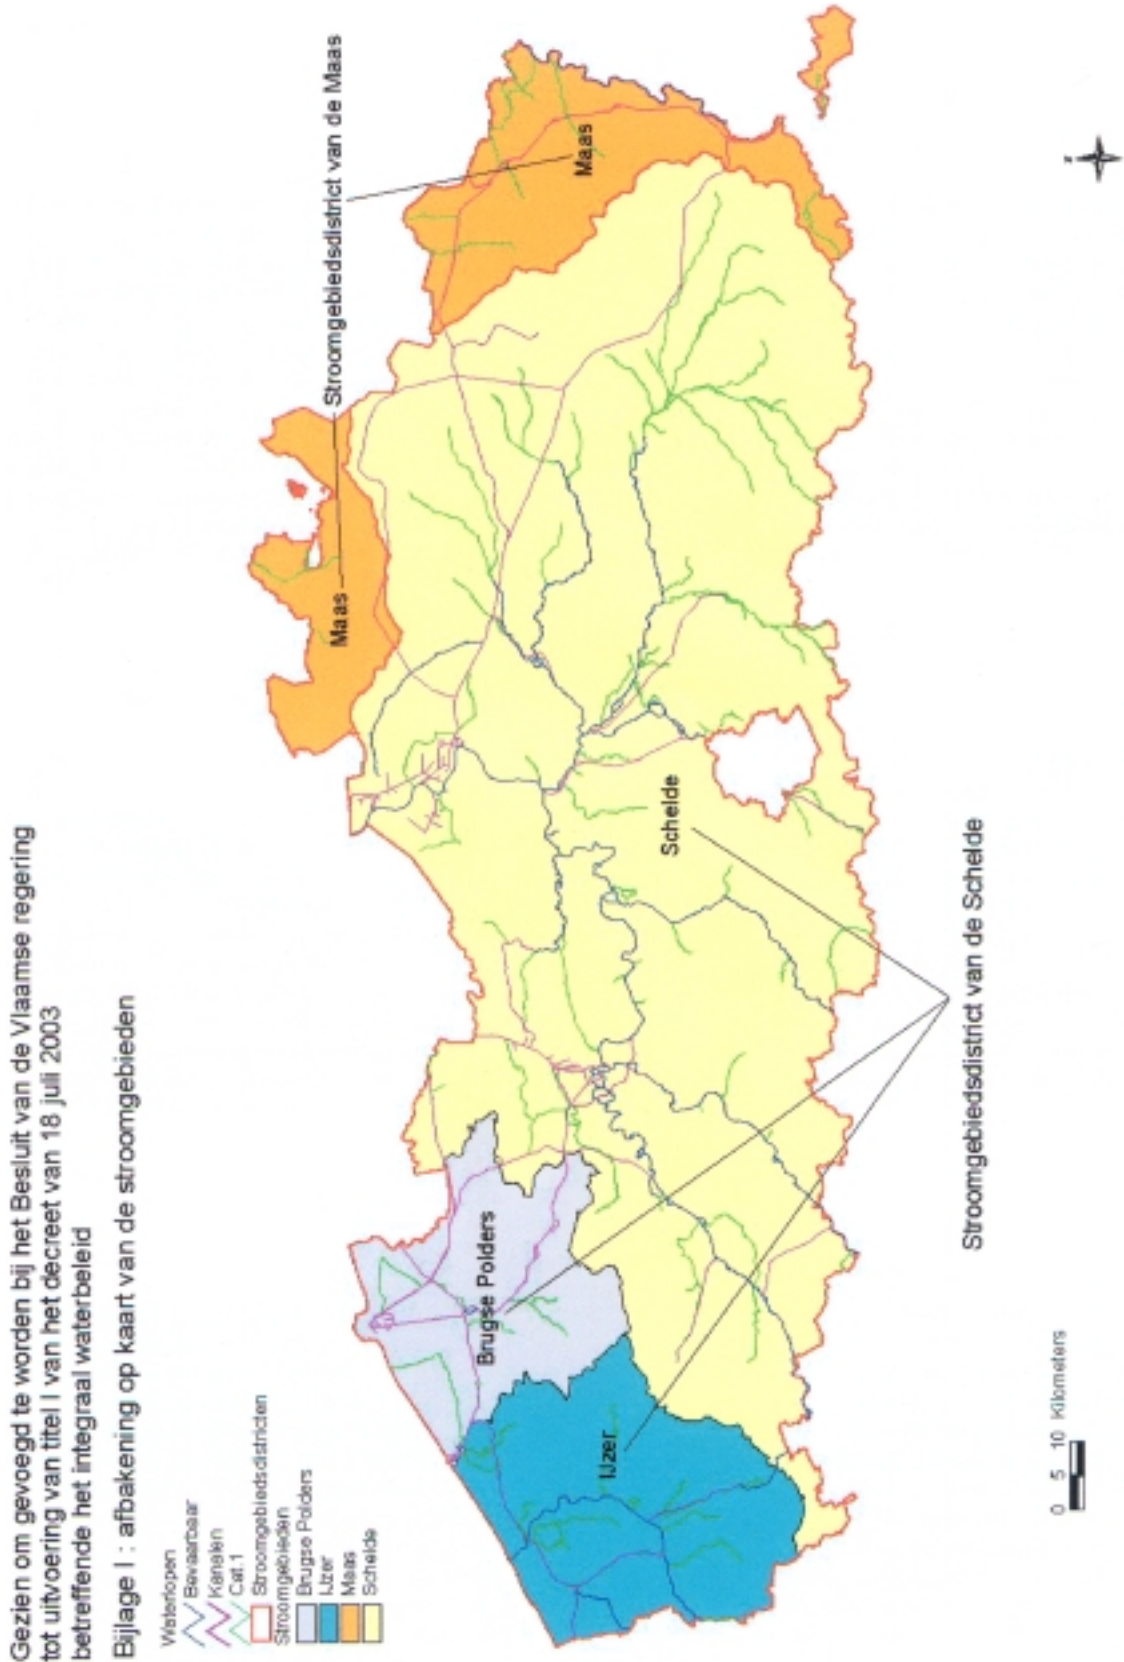 Gezien om gevoegd te worden bij het Besluit van de Vlaamse regering
tot uitvoering van titel I van het decreet van 18 juli 2003
betreffende het integraal waterbeleid
Bijlage I : afbakening op kaart van de stroomgebieden
Waterlopen
Bevaarbaar
Kanalen
Cat.1
Stroomgebiedsdistricten
Stroomgebieden
Brugse Polders
IJzer
Maas
Schelde
Stroomgebiedsdistrict van de Maas
Maas
Maas
Brugse Polders
Schelde
IJzer
Stroomgebiedsdistrict van de Schelde
0 5 10 Kilometers
N